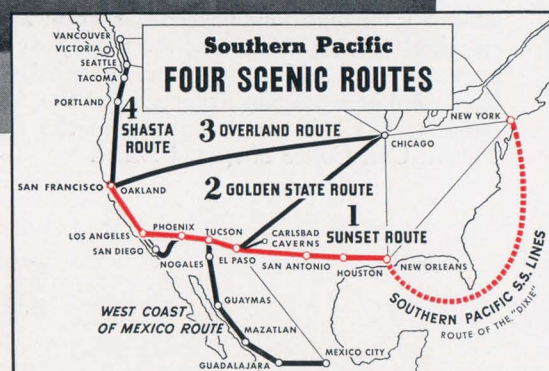 Southern Pacific
FOUR SCENIC ROUTES
VANCOUVER
VICTORIA
SEATTLE
TACOMA
PORTLAND
4
SHASTA
ROUTE
3 OVERLAND ROUTE
NEW YORK
CHICAGO
SAN FRANCISCO
OAKLAND
2 GOLDEN STATE ROUTE
1
SUNSET ROUTE
LOS ANGELES
PHOENIX
TUCSON
CARLSBAD
CAVERNS
SAN DIEGO
NOGALES
EL PASO
SAN ANTONIO
HOUSTON
NEW ORLEANS
SOUTHERN PACIFIC S.S. LINES
ROUTE OF THE "DIXIE"
WEST COAST
OF MEXICO ROUTE
GUAYMAS
MAZATLAN
GUADALAJARA
MEXICO CITY